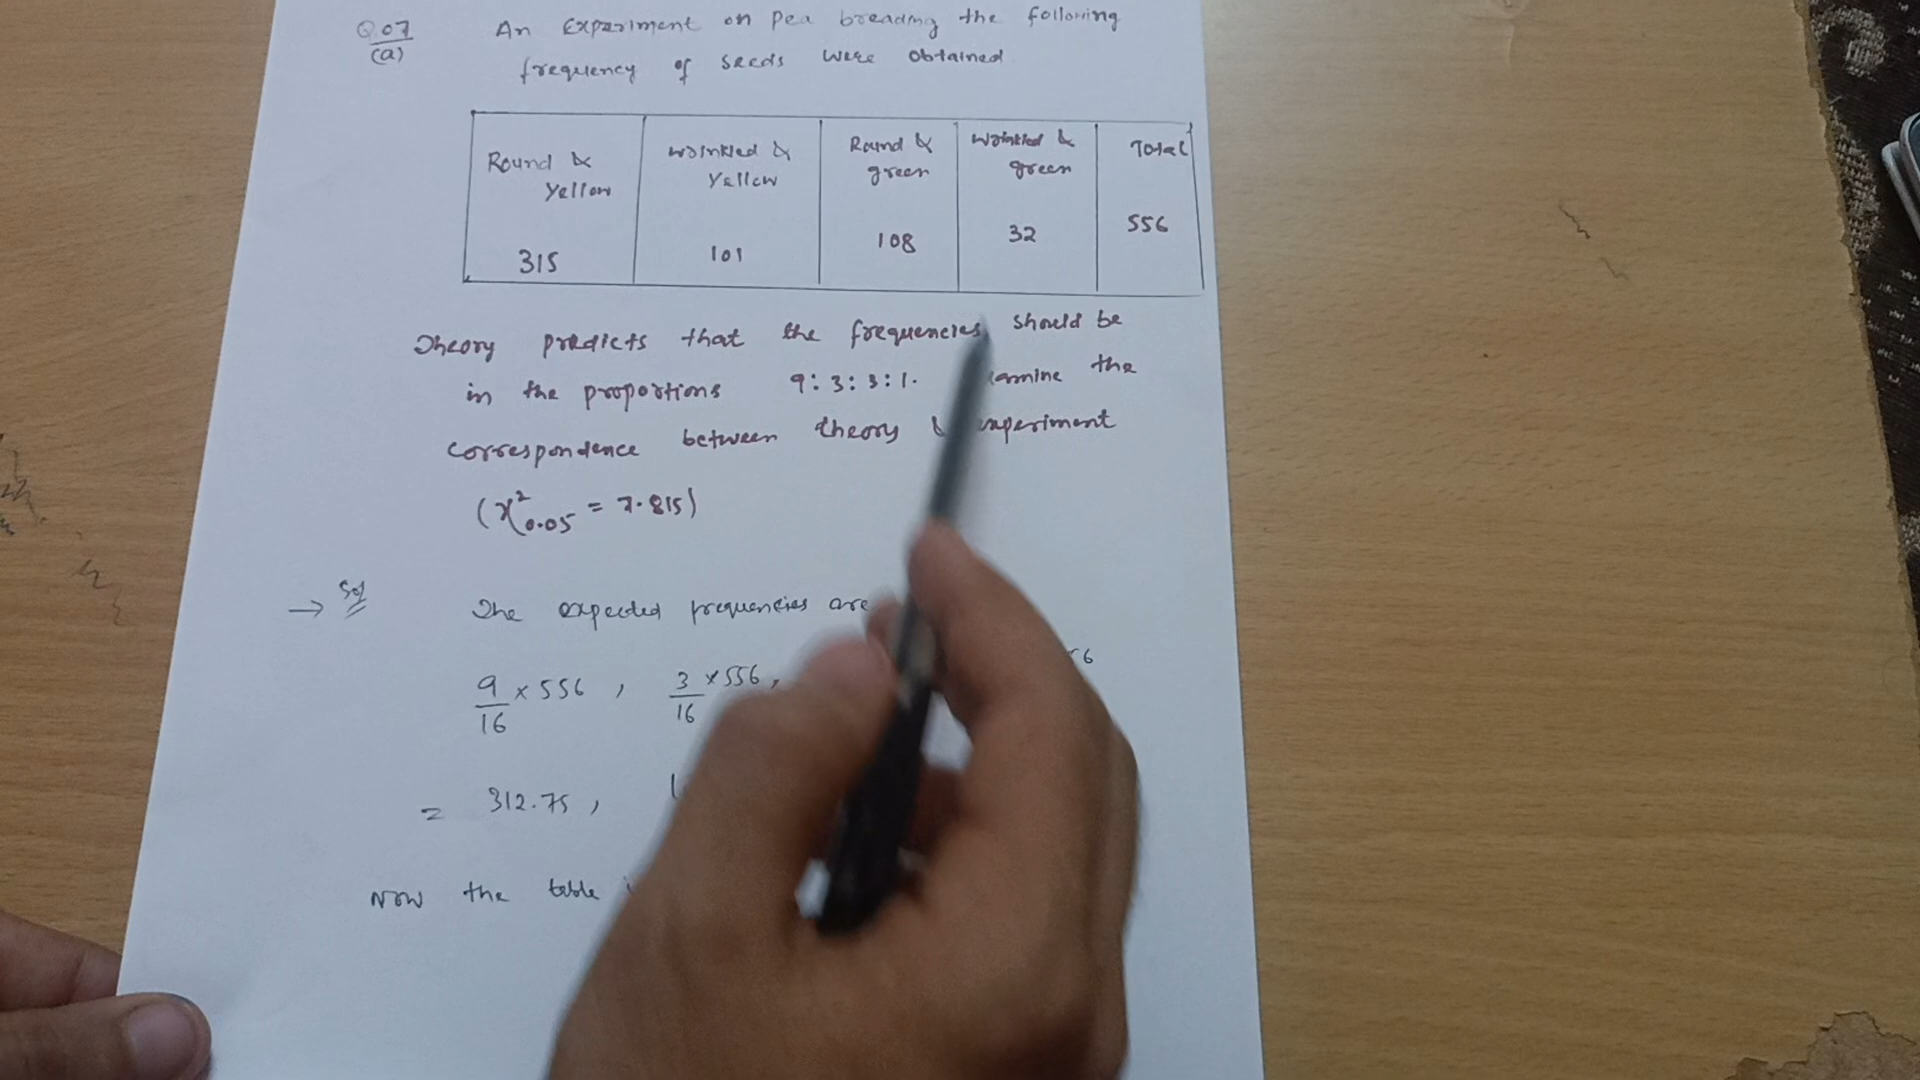 Q.07
(a)
An Experiment on pea breading the following
frequency of seeds were obtained
Round & Yellow
wrinkled & Yellow
Round & green
wrinkled & green
Total
315
101
108
32
556
Theory predicts that the frequencies should be
in the proportions 9:3:3:1. the
correspondence between theory & experiment
(χ²0.05 = 7.815)
→ Sol
The expected frequencies are
9/16 × 556 , 3/16 × 556,
= 312.75 ,
Now the table